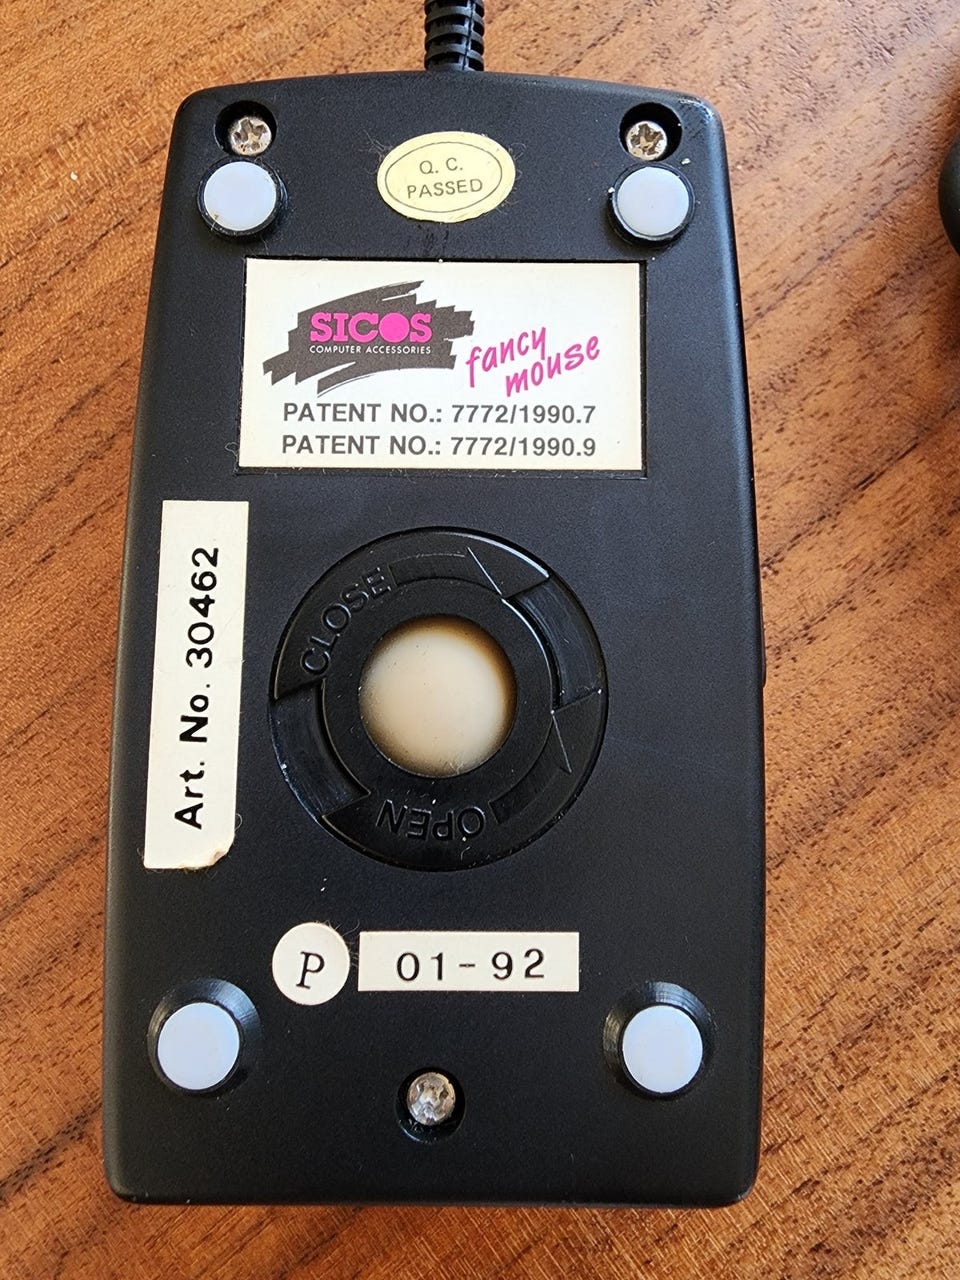 Q. C.
PASSED
SICOS
COMPUTER ACCESSORIES
fancy
mouse
PATENT NO.: 7772/1990.7
PATENT NO.: 7772/1990.9
Art. No. 30462
CLOSE
OPEN
P
01-92